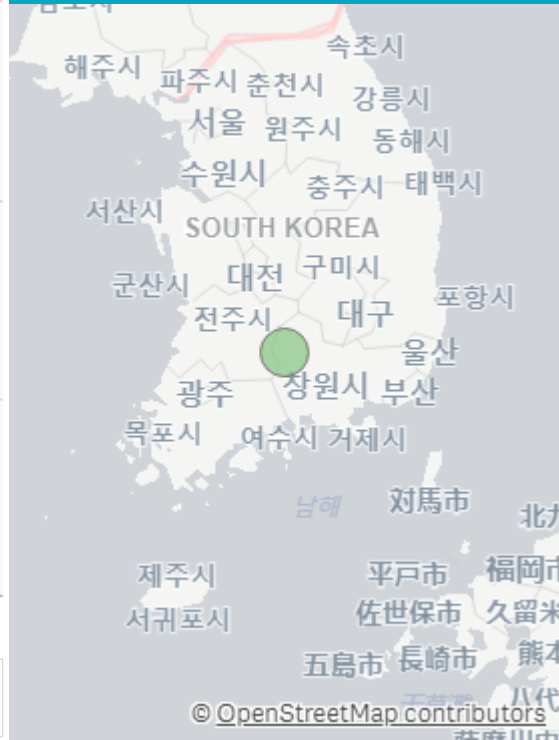 속초시
해주시
파주시 춘천시
강릉시
서울 원주시
동해시
수원시
충주시 태백시
서산시
SOUTH KOREA
대전 구미시
군산시
포항시
전주시 대구
울산
광주 창원시 부산
목포시 여수시 거제시
남해
対馬市
제주시
平戸市 福岡市
서귀포시
佐世保市 久留米
五島市 長崎市
© OpenStreetMap contributors